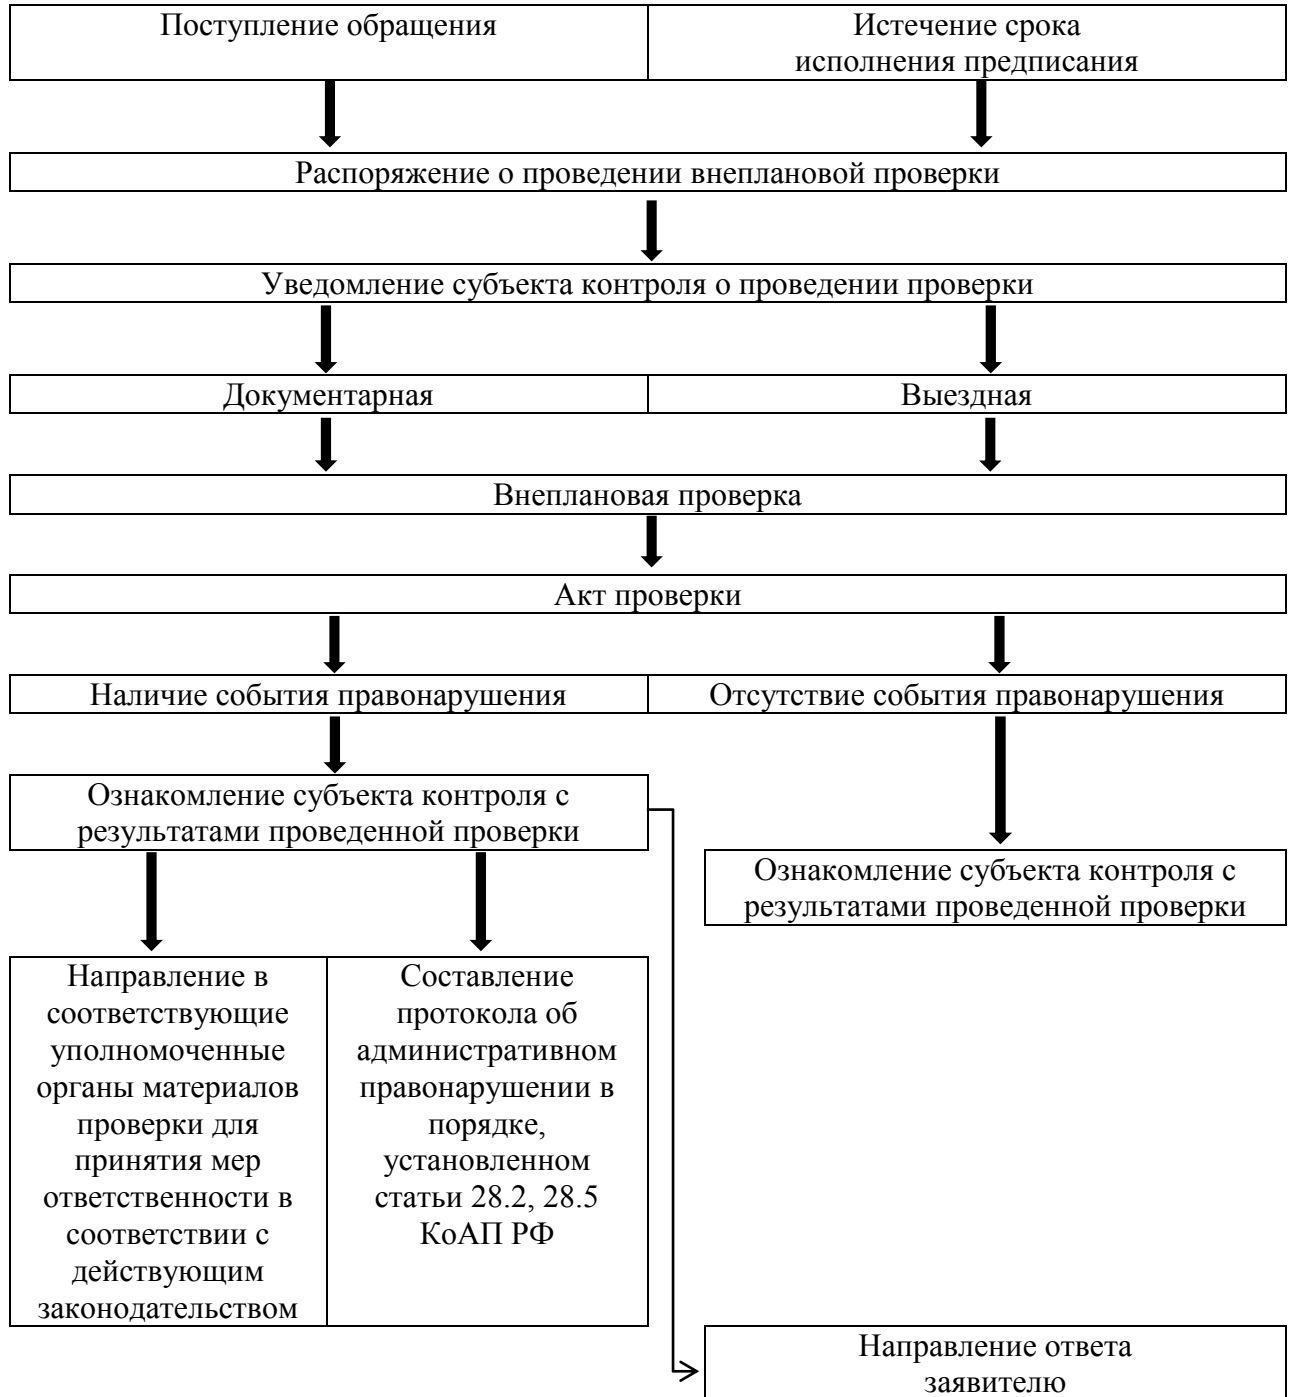 Поступление обращения
Истечение срока
исполнения предписания
Распоряжение о проведении внеплановой проверки
Уведомление субъекта контроля о проведении проверки
Документарная
Выездная
Внеплановая проверка
Акт проверки
Наличие события правонарушения
Отсутствие события правонарушения
Ознакомление субъекта контроля с
результатами проведенной проверки
Ознакомление субъекта контроля с
результатами проведенной проверки
Направление в
соответствующие
уполномоченные
органы материалов
проверки для
принятия мер
ответственности в
соответствии с
действующим
законодательством
Составление
протокола об
административном
правонарушении в
порядке,
установленном
статьи 28.2, 28.5
КоАП РФ
Направление ответа
заявителю